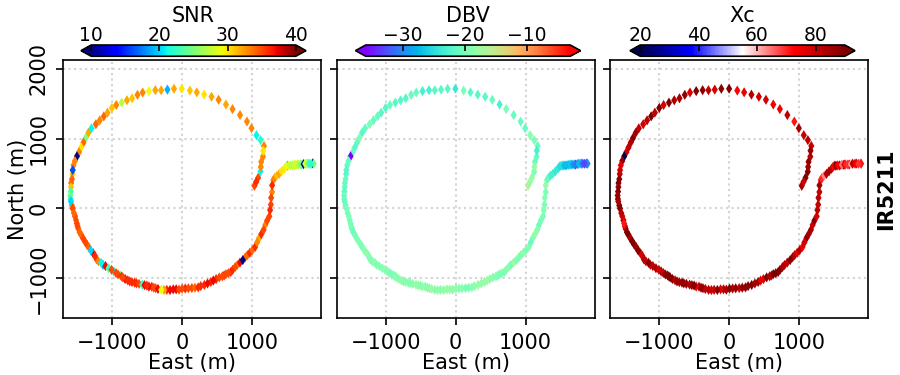 SNR DBV Xc
10 20 30 40 −30 −20 −10 20 40 60 80
2000
1000
0
−1000
North (m)
IR5211
−1000 0 1000 −1000 0 1000 −1000 0 1000
East (m) East (m) East (m)